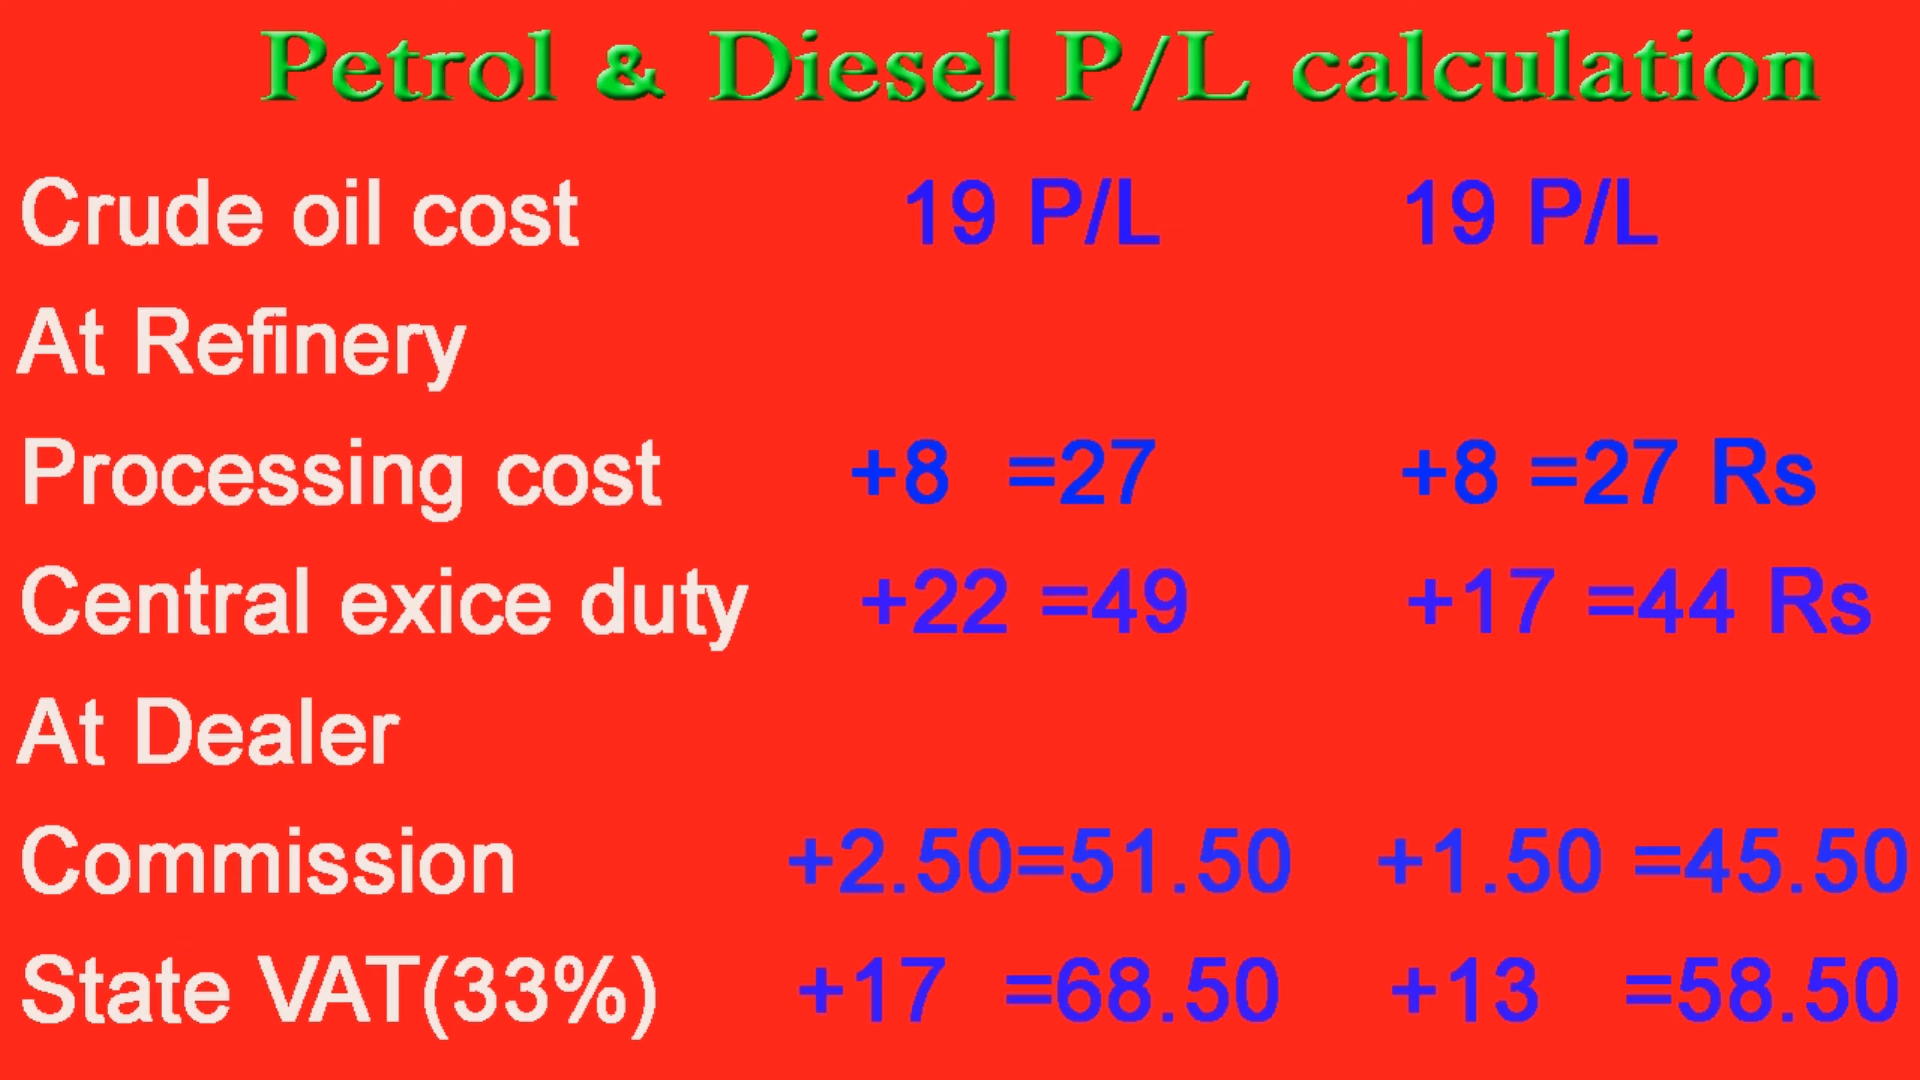 Petrol & Diesel P/L calculation
Crude oil cost 19 P/L 19 P/L
At Refinery
Processing cost +8 =27 +8 =27 Rs
Central exice duty +22 =49 +17 =44 Rs
At Dealer
Commission +2.50=51.50 +1.50 =45.50
State VAT(33%) +17 =68.50 +13 =58.50